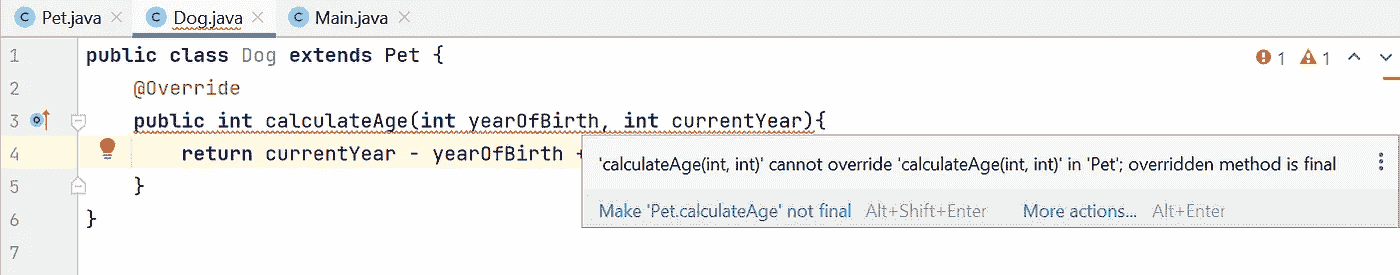 Pet.java Dog.java Main.java
1 public class Dog extends Pet { 1 1
2 @Override
3 public int calculateAge(int yearOfBirth, int currentYear){
4 return currentYear - yearOfBirth +
'calculateAge(int, int)' cannot override 'calculateAge(int, int)' in 'Pet'; overridden method is final
5 }
Make 'Pet.calculateAge' not final Alt+Shift+Enter More actions... Alt+Enter
6 }
7